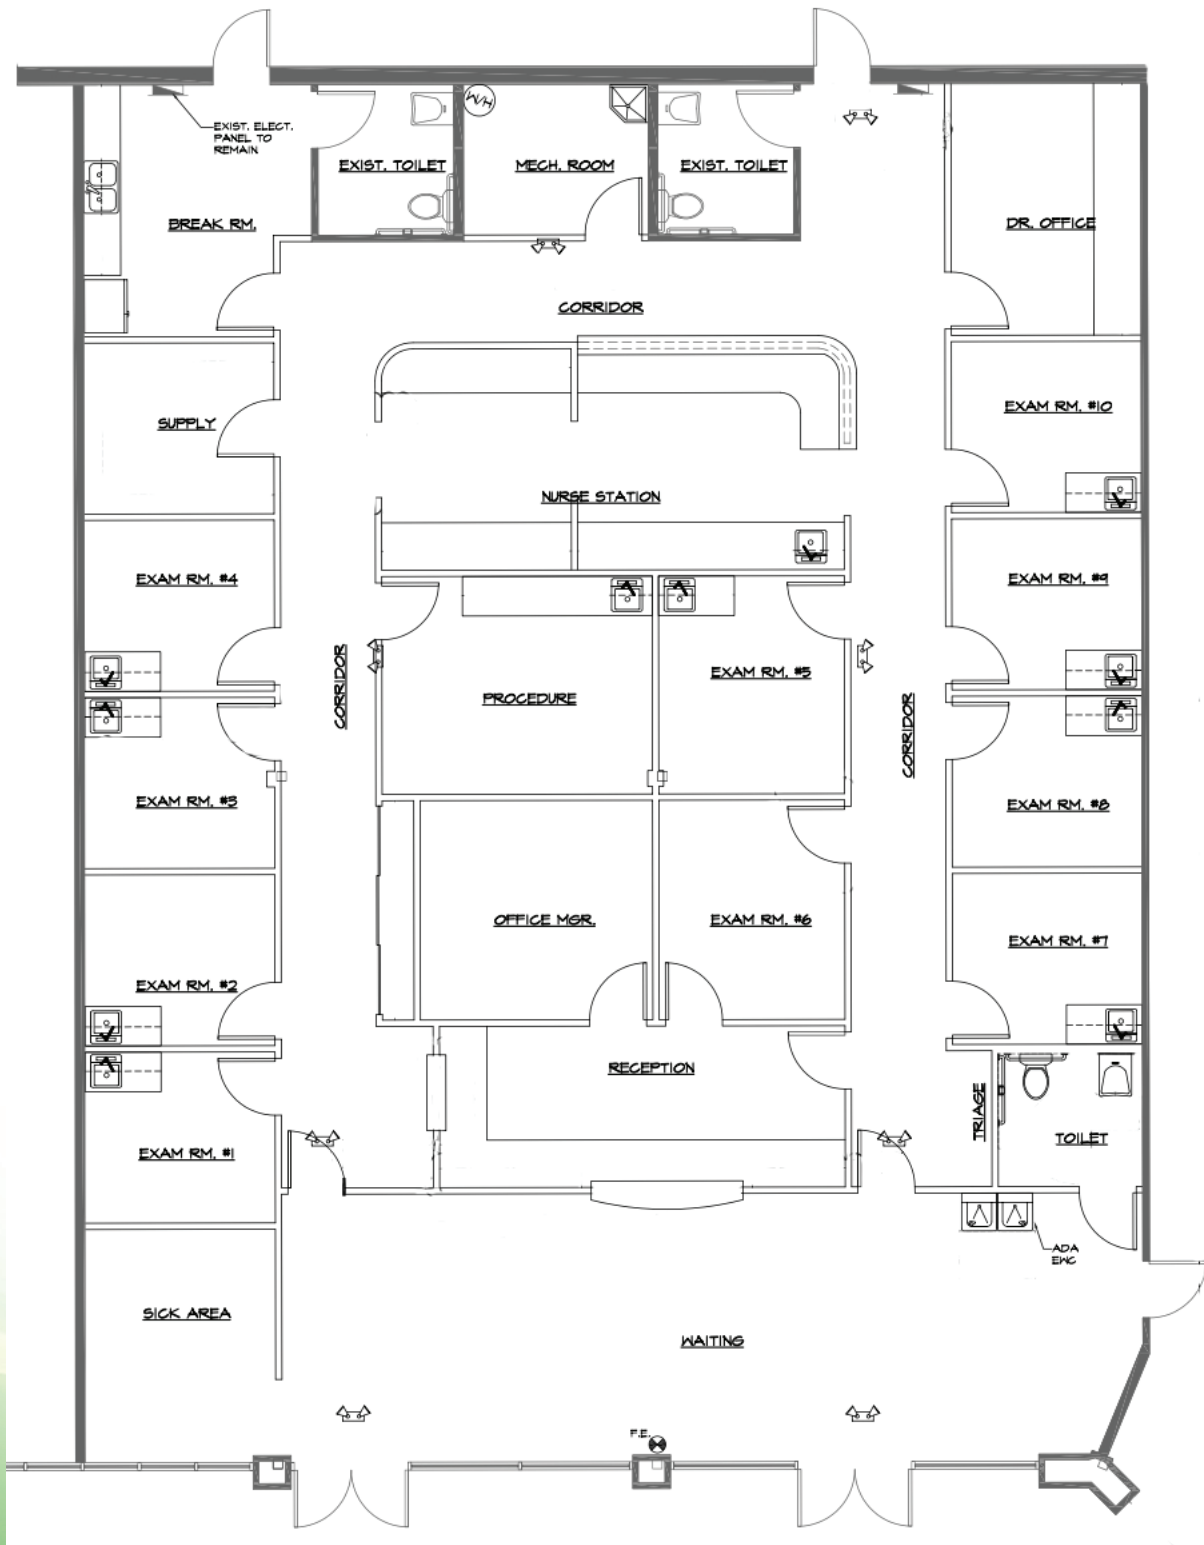 EXIST. ELECT.
PANEL TO
REMAIN
H/M
EXIST. TOILET
MECH. ROOM
EXIST. TOILET
BREAK RM.
DR. OFFICE
CORRIDOR
SUPPLY
EXAM RM. #10
NURSE STATION
EXAM RM. #4
EXAM RM. #9
CORRIDOR
PROCEDURE
EXAM RM. #5
CORRIDOR
EXAM RM. #3
EXAM RM. #8
EXAM RM. #2
OFFICE MGR.
EXAM RM. #6
EXAM RM. #7
RECEPTION
TRIAGE
TOILET
EXAM RM. #1
ADA
EWC
SICK AREA
WAITING
F.E.